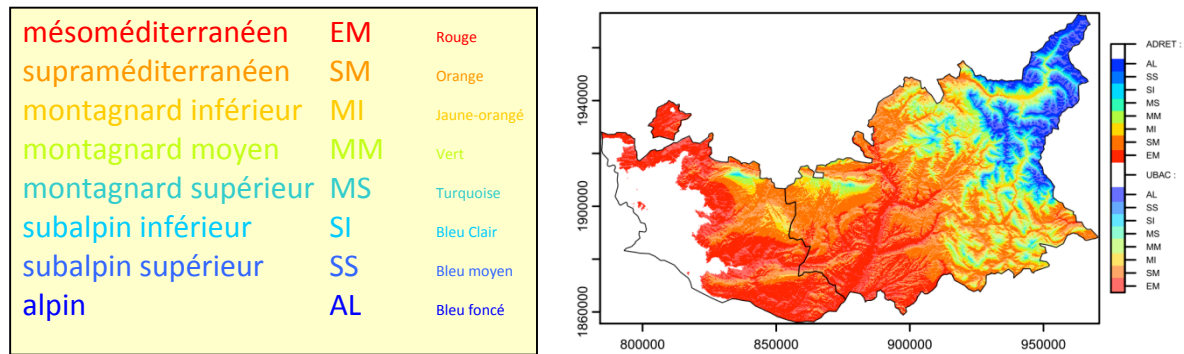 mésoméditerranéen EM Rouge
supraméditerranéen SM Orange
montagnard inférieur MI Jaune-orangé
montagnard moyen MM Vert
montagnard supérieur MS Turquoise
subalpin inférieur SI Bleu Clair
subalpin supérieur SS Bleu moyen
alpin AL Bleu foncé
1940000
1900000
1860000
800000 850000 900000 950000
ADRET :
AL
SS
SI
MS
MM
MI
SM
EM
UBAC :
AL
SS
SI
MS
MM
MI
SM
EM